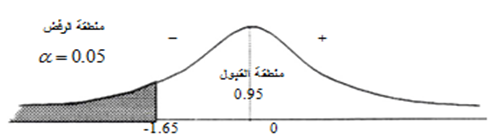 منطقة الرفض
α = 0.05
− +
منطقة القبول
0.95
-1.65 0